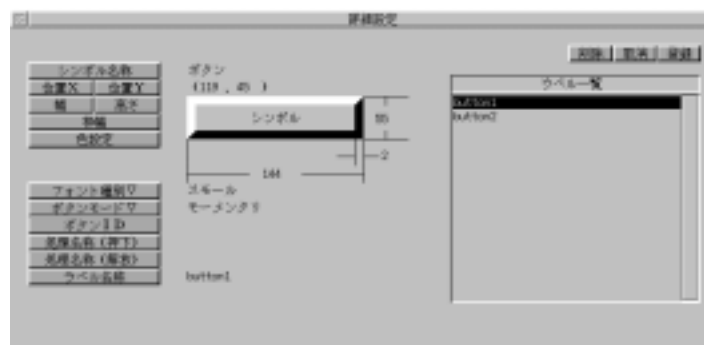 詳細設定
削除 取消 登録
シンボル名称
ボタン
位置X 位置Y
(119 , 45 )
幅 高さ
枠幅
色設定
シンボル
2
144
フォント種別▽
スモール
ボタンモード▽
モーメンタリ
ボタンID
処理名称(押下)
処理名称(解放)
ラベル名称
button1
ラベル一覧
button1
button2